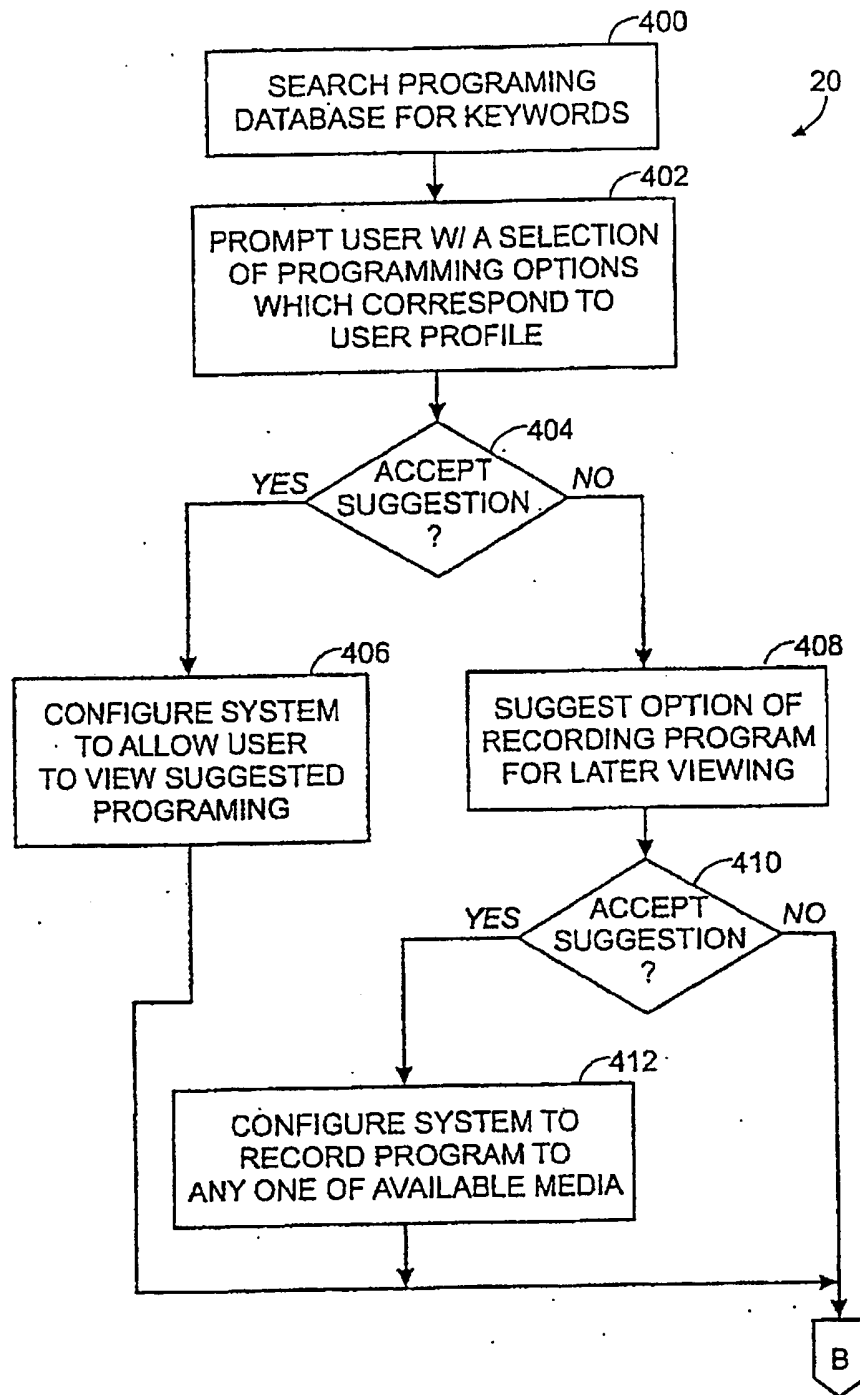 400
SEARCH PROGRAMING
DATABASE FOR KEYWORDS
20
402
PROMPT USER W/ A SELECTION
OF PROGRAMMING OPTIONS
WHICH CORRESPOND TO
USER PROFILE
404
YES
ACCEPT
SUGGESTION
?
NO
406
CONFIGURE SYSTEM
TO ALLOW USER
TO VIEW SUGGESTED
PROGRAMING
408
SUGGEST OPTION OF
RECORDING PROGRAM
FOR LATER VIEWING
410
YES
ACCEPT
SUGGESTION
?
NO
412
CONFIGURE SYSTEM TO
RECORD PROGRAM TO
ANY ONE OF AVAILABLE MEDIA
B